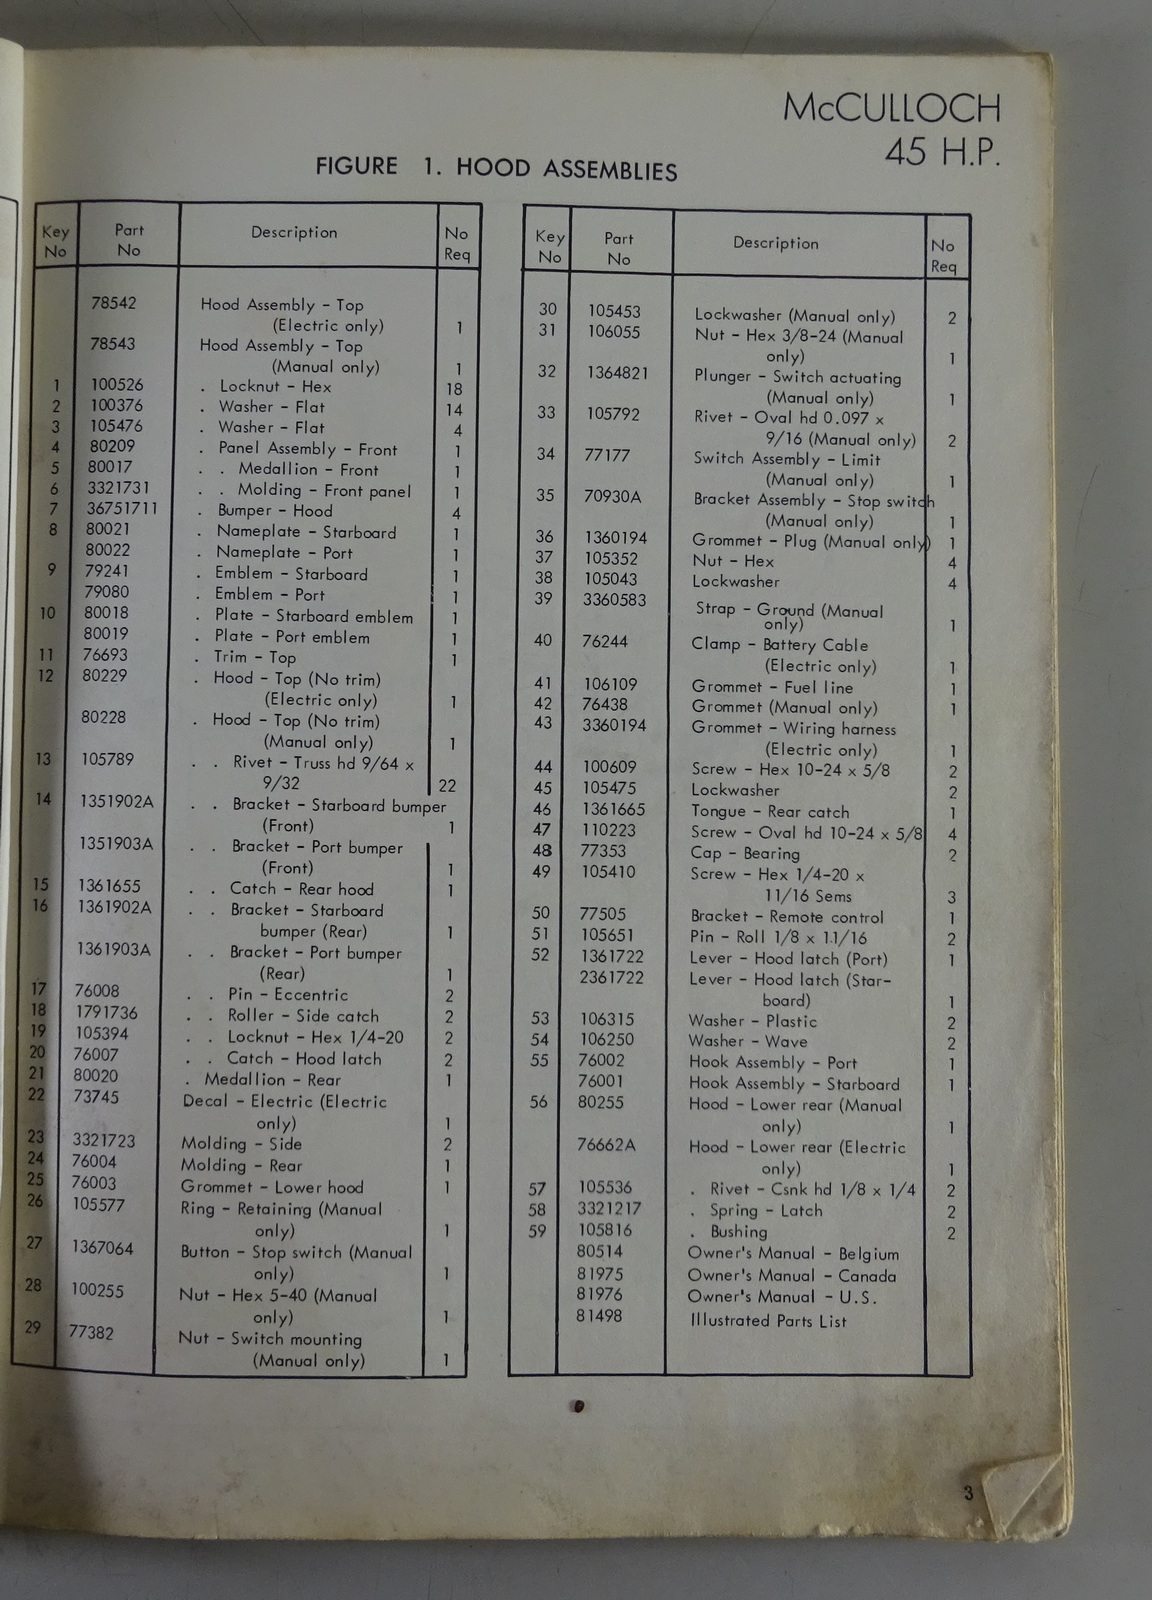 McCULLOCH
45 H.P.
FIGURE 1. HOOD ASSEMBLIES
Key No Part No Description No Req
78542 Hood Assembly - Top
(Electric only) 1
78543 Hood Assembly - Top
(Manual only) 1
1 100526 . Locknut - Hex 18
2 100376 . Washer - Flat 14
3 105476 . Washer - Flat 4
4 80209 . Panel Assembly - Front 1
5 80017 . . Medallion - Front 1
6 3321731 . . Molding - Front panel 1
7 36751711 . Bumper - Hood 4
8 80021 . Nameplate - Starboard 1
80022 . Nameplate - Port 1
9 79241 . Emblem - Starboard 1
79080 . Emblem - Port 1
10 80018 . Plate - Starboard emblem 1
80019 . Plate - Port emblem 1
11 76693 . Trim - Top 1
12 80229 . Hood - Top (No trim)
(Electric only) 1
80228 . Hood - Top (No trim)
(Manual only) 1
13 105789 . . Rivet - Truss hd 9/64 x
9/32 22
14 1351902A . . Bracket - Starboard bumper
(Front) 1
1351903A . . Bracket - Port bumper
(Front) 1
15 1361655 . . Catch - Rear hood 1
16 1361902A . . Bracket - Starboard
bumper (Rear) 1
1361903A . . Bracket - Port bumper
(Rear) 1
17 76008 . . Pin - Eccentric 2
18 1791736 . . Roller - Side catch 2
19 105394 . . Locknut - Hex 1/4-20 2
20 76007 . . Catch - Hood latch 2
21 80020 . Medallion - Rear 1
22 73745 Decal - Electric (Electric
only) 1
23 3321723 Molding - Side 2
24 76004 Molding - Rear 1
25 76003 Grommet - Lower hood 1
26 105577 Ring - Retaining (Manual
only) 1
27 1367064 Button - Stop switch (Manual
only) 1
28 100255 Nut - Hex 5-40 (Manual
only) 1
29 77382 Nut - Switch mounting
(Manual only) 1
Key No Part No Description No Req
30 105453 Lockwasher (Manual only) 2
31 106055 Nut - Hex 3/8-24 (Manual
only) 1
32 1364821 Plunger - Switch actuating
(Manual only) 1
33 105792 Rivet - Oval hd 0.097 x
9/16 (Manual only) 2
34 77177 Switch Assembly - Limit
(Manual only) 1
35 70930A Bracket Assembly - Stop switch
(Manual only) 1
36 1360194 Grommet - Plug (Manual only) 1
37 105352 Nut - Hex 4
38 105043 Lockwasher 4
39 3360583 Strap - Ground (Manual
only) 1
40 76244 Clamp - Battery Cable
(Electric only) 1
41 106109 Grommet - Fuel line 1
42 76438 Grommet (Manual only) 1
43 3360194 Grommet - Wiring harness
(Electric only) 1
44 100609 Screw - Hex 10-24 x 5/8 2
45 105475 Lockwasher 2
46 1361665 Tongue - Rear catch 1
47 110223 Screw - Oval hd 10-24 x 5/8 4
48 77353 Cap - Bearing 2
49 105410 Screw - Hex 1/4-20 x
11/16 Sems 3
50 77505 Bracket - Remote control 1
51 105651 Pin - Roll 1/8 x 1.1/16 2
52 1361722 Lever - Hood latch (Port) 1
2361722 Lever - Hood latch (Star-
board) 1
53 106315 Washer - Plastic 2
54 106250 Washer - Wave 2
55 76002 Hook Assembly - Port 1
76001 Hook Assembly - Starboard 1
56 80255 Hood - Lower rear (Manual
only) 1
76662A Hood - Lower rear (Electric
only) 1
57 105536 . Rivet - Csnk hd 1/8 x 1/4 2
58 3321217 . Spring - Latch 2
59 105816 . Bushing 2
80514 Owner's Manual - Belgium
81975 Owner's Manual - Canada
81976 Owner's Manual - U.S.
81498 Illustrated Parts List
3